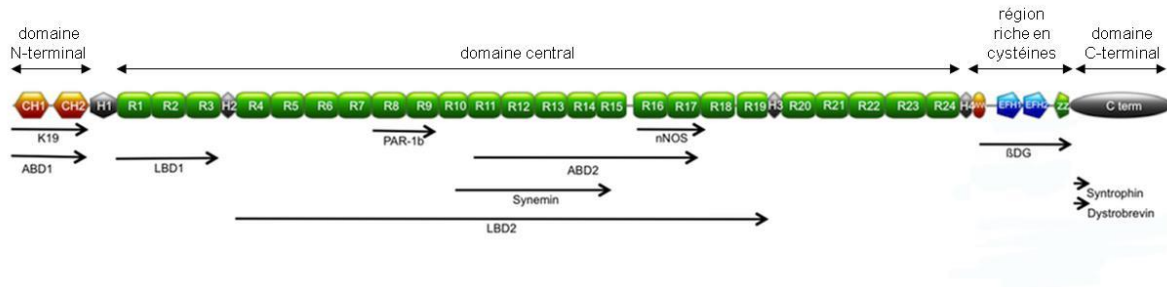 domaine
N-terminal
domaine central
région
riche en
cystéines
domaine
C-terminal
CH1 CH2 H1 R1 R2 R3 H2 R4 R5 R6 R7 R8 R9 R10 R11 R12 R13 R14 R15 R16 R17 R18 R19 H3 R20 R21 R22 R23 R24 H4 WW EFH1 EFH2 ZZ C term
K19 PAR-1b nNOS
ABD1 LBD1 ABD2 ßDG
Synemin Syntrophin
LBD2 Dystrobrevin